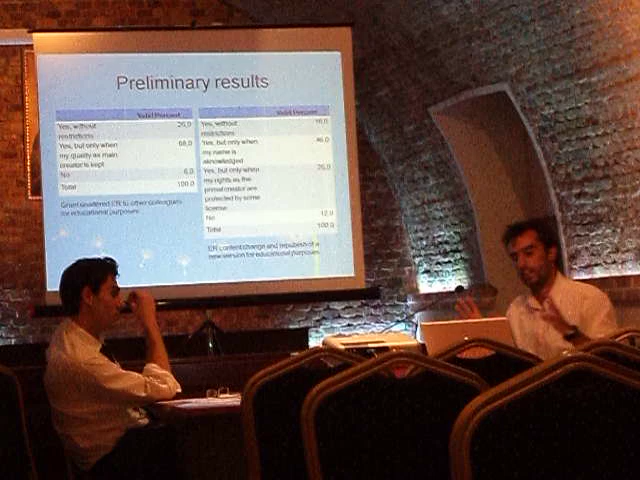 Preliminary results
Valid Percent
Yes, without 26,0
restrictions
Yes, but only when 68,0
my quality as main
creator is kept
No 6,0
Total 100,0
Grant unaltered ER to other colleagues
for educational purposes
Valid Percent
Yes, without 16,0
restrictions
Yes, but only when 46,0
my name is
aknowledged
Yes, but only when
my rights as the
primal creator are
protected by some
license
No 12,0
Total 100,0
ER content change and republish of a
new version for educational purposes